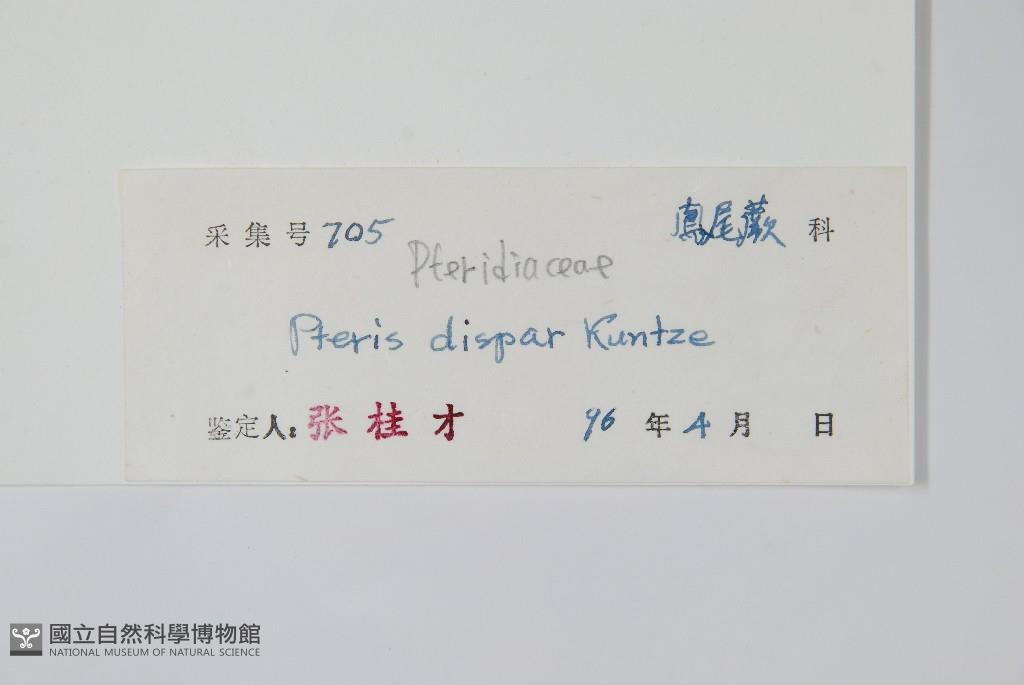 采集号 705 鳳尾蕨 科
Pteridiaceae
Pteris dispar Kuntze
鉴定人: 张桂才 96 年 4 月 日
國立自然科學博物館
NATIONAL MUSEUM OF NATURAL SCIENCE